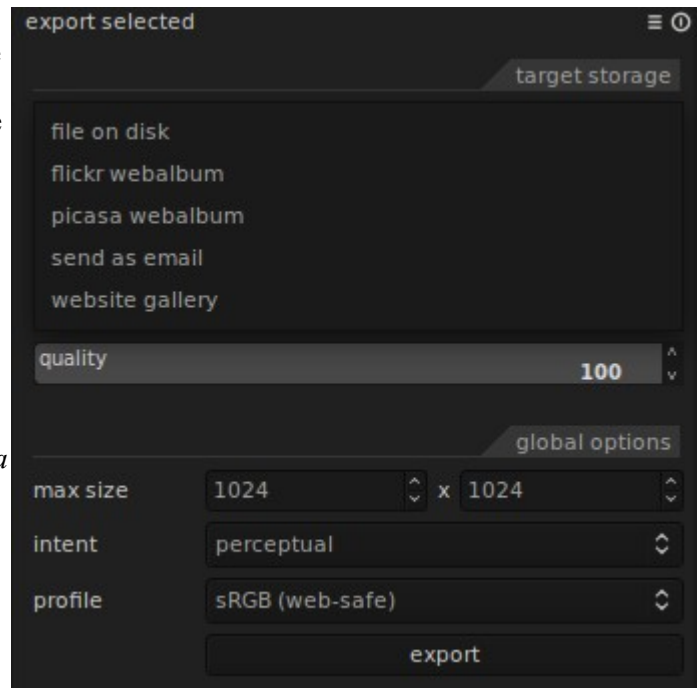 export selected
target storage
file on disk
flickr webalbum
picasa webalbum
send as email
website gallery
quality 100
global options
max size 1024 x 1024
intent perceptual
profile sRGB (web-safe)
export